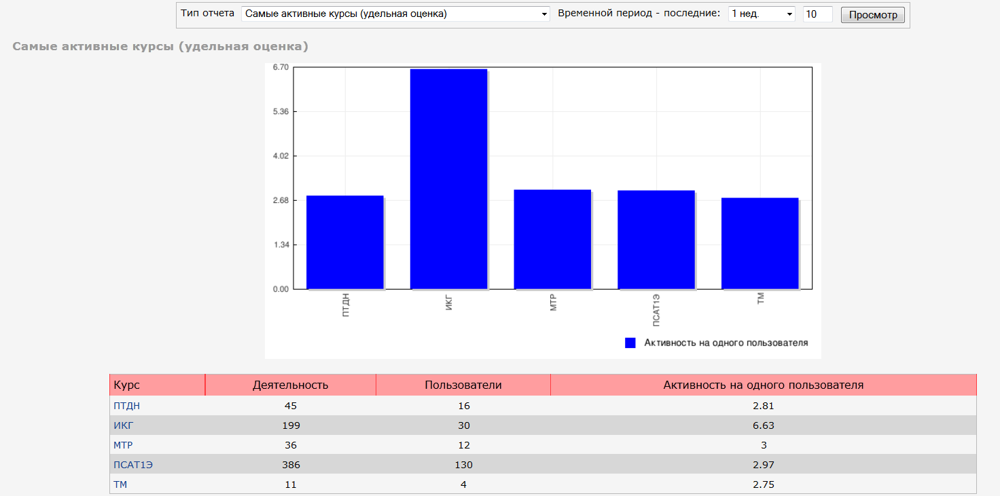 Тип отчета Самые активные курсы (удельная оценка) Временной период - последние: 1 нед. 10 Просмотр
Самые активные курсы (удельная оценка)
6.70
5.36
4.02
2.68
1.34
0.00
ПТДН ИКГ МТР ПСАТ1Э ТМ
Активность на одного пользователя
Курс Деятельность Пользователи Активность на одного пользователя
ПТДН 45 16 2.81
ИКГ 199 30 6.63
МТР 36 12 3
ПСАТ1Э 386 130 2.97
ТМ 11 4 2.75